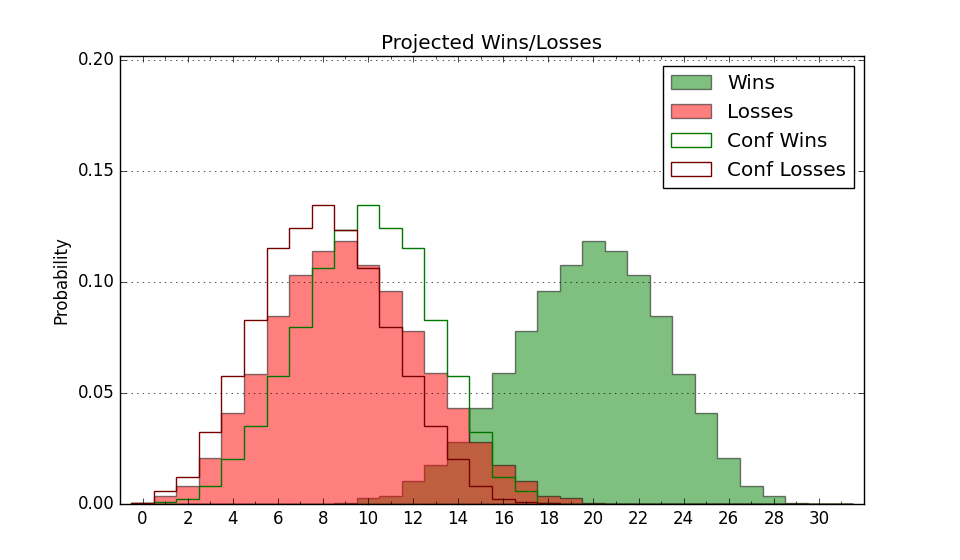 Projected Wins/Losses
Wins
Losses
Conf Wins
Conf Losses
Probability
0.20
0.15
0.10
0.05
0.00
0 2 4 6 8 10 12 14 16 18 20 22 24 26 28 30